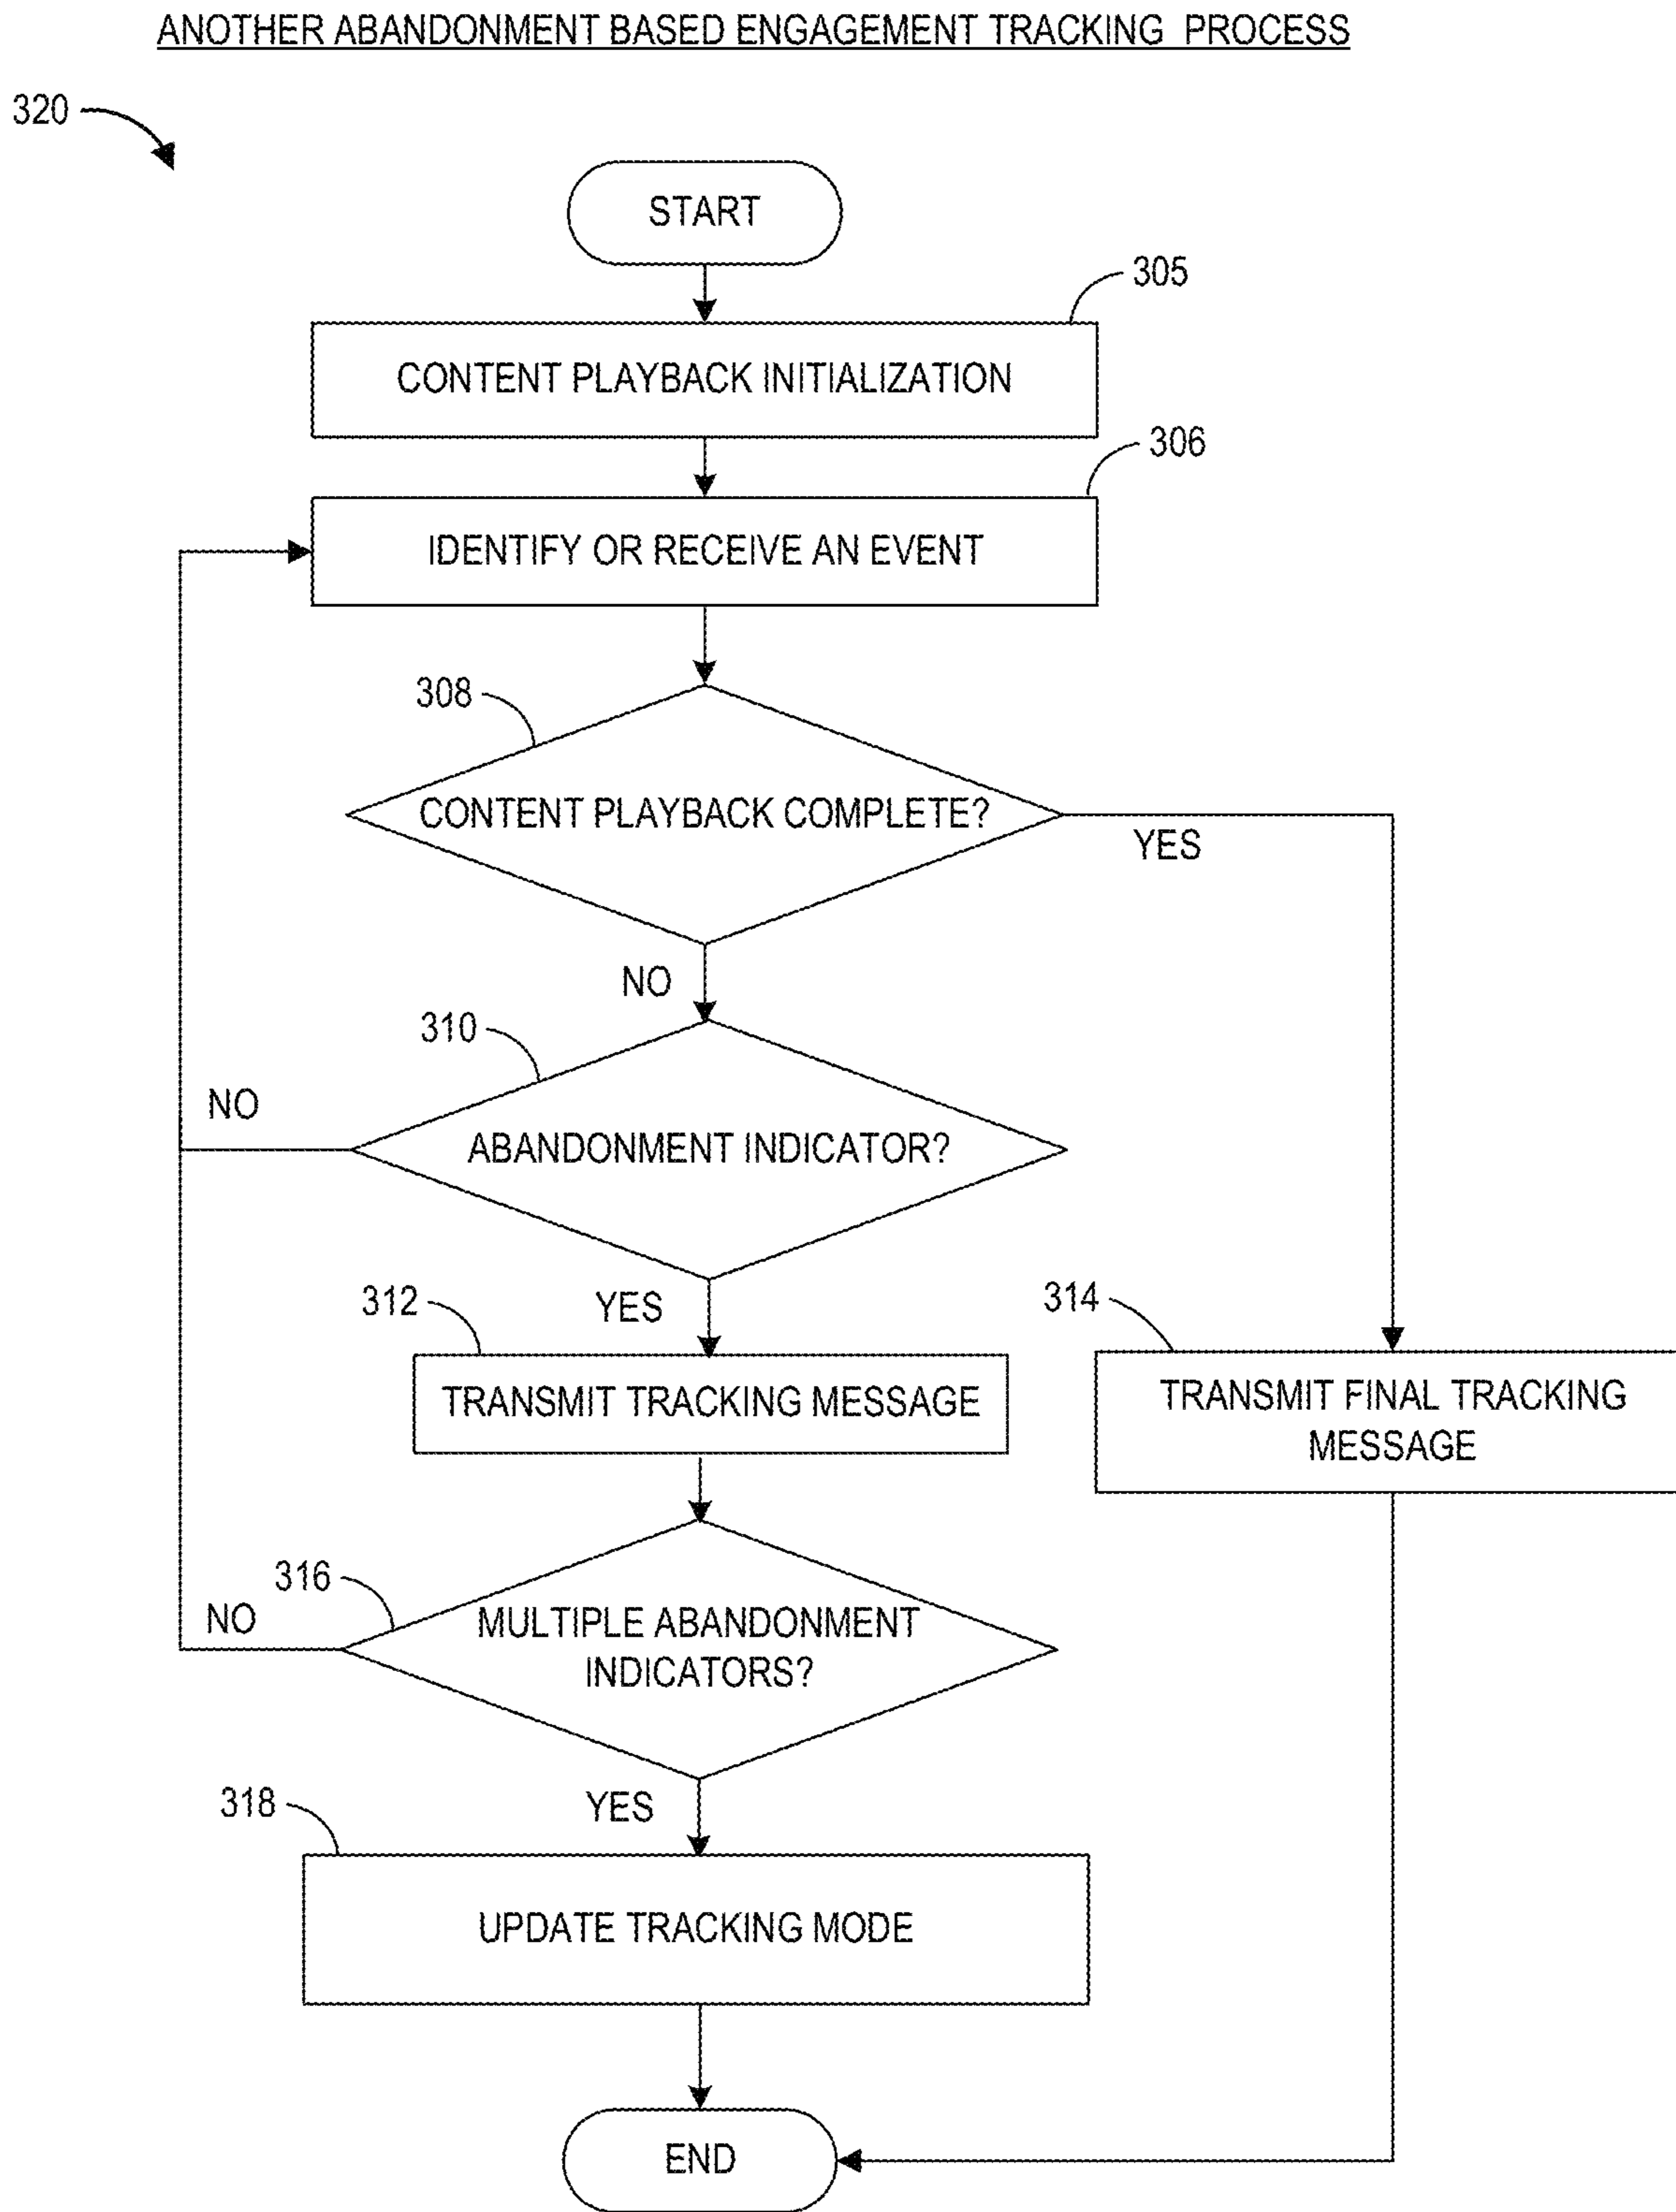 ANOTHER ABANDONMENT BASED ENGAGEMENT TRACKING PROCESS
320
START
305
CONTENT PLAYBACK INITIALIZATION
306
IDENTIFY OR RECEIVE AN EVENT
308
CONTENT PLAYBACK COMPLETE?
YES
NO
310
NO
ABANDONMENT INDICATOR?
YES
312
314
TRANSMIT TRACKING MESSAGE
TRANSMIT FINAL TRACKING
MESSAGE
316
NO
MULTIPLE ABANDONMENT
INDICATORS?
YES
318
UPDATE TRACKING MODE
END